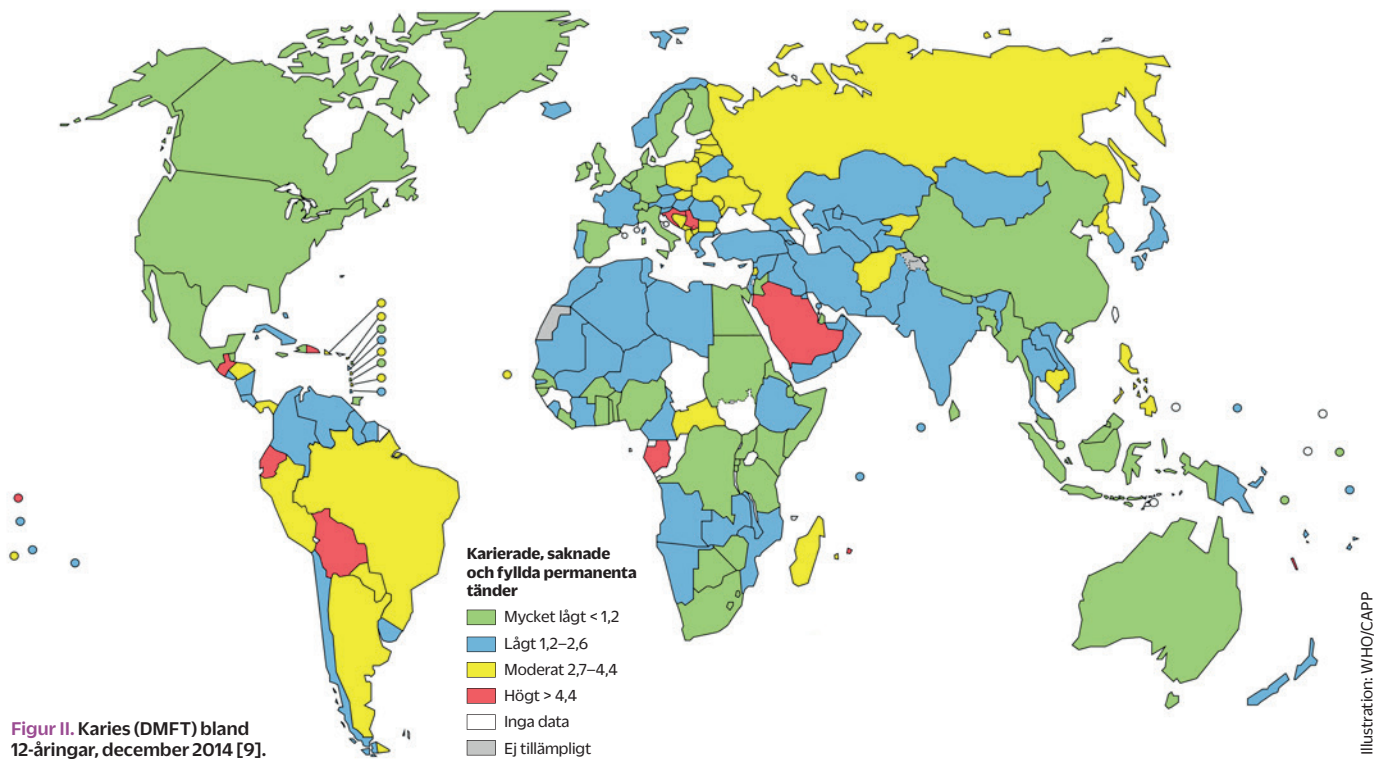 Karierade, saknade
och fyllda permanenta
tänder
Mycket lågt < 1,2
Lågt 1,2–2,6
Moderat 2,7–4,4
Högt > 4,4
Inga data
Ej tillämpligt
Figur II. Karies (DMFT) bland
12-åringar, december 2014 [9].
Illustration: WHO/CAPP